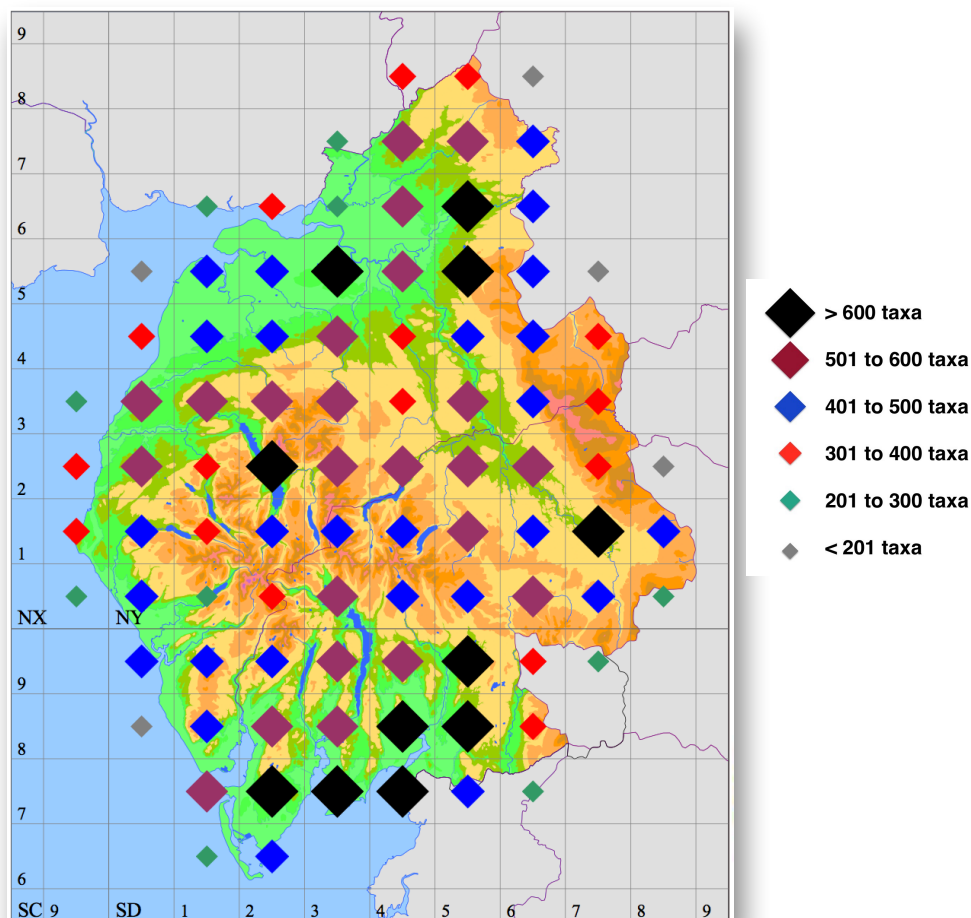 9
8
7
6
5
4
3
2
1
NX NY
9
8
7
6
SC 9 SD 1 2 3 4 5 6 7 8 9
> 600 taxa
501 to 600 taxa
401 to 500 taxa
301 to 400 taxa
201 to 300 taxa
< 201 taxa